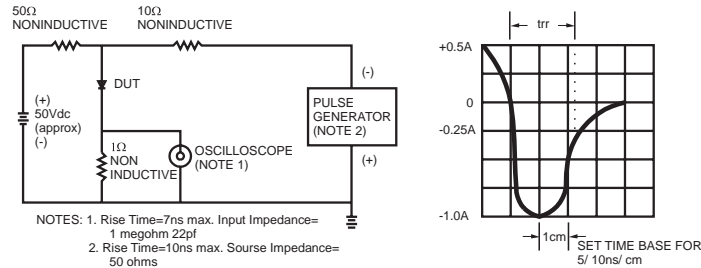 50Ω
NONINDUCTIVE
10Ω
NONINDUCTIVE
DUT
(+)
50Vdc
(approx)
(-)
1Ω
NON
INDUCTIVE
OSCILLOSCOPE
(NOTE 1)
(-)
PULSE
GENERATOR
(NOTE 2)
(+)
NOTES: 1. Rise Time=7ns max. Input Impedance=
1 megohm 22pf
2. Rise Time=10ns max. Sourse Impedance=
50 ohms
trr
+0.5A
0
-0.25A
-1.0A
1cm
SET TIME BASE FOR
5/ 10ns/ cm